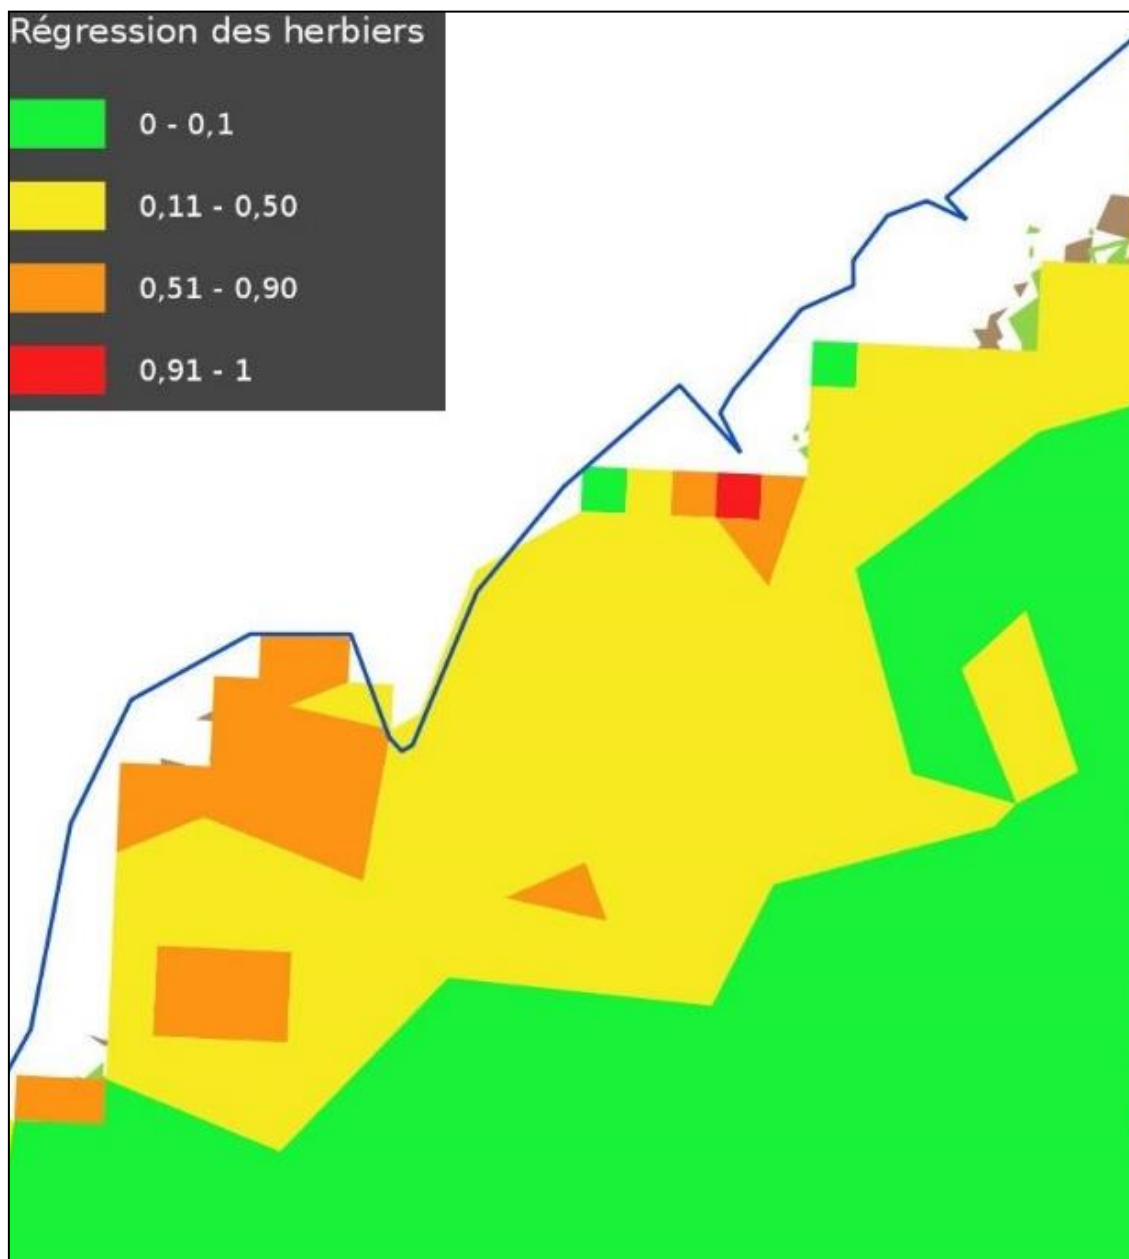 Régression des herbiers
0 - 0,1
0,11 - 0,50
0,51 - 0,90
0,91 - 1